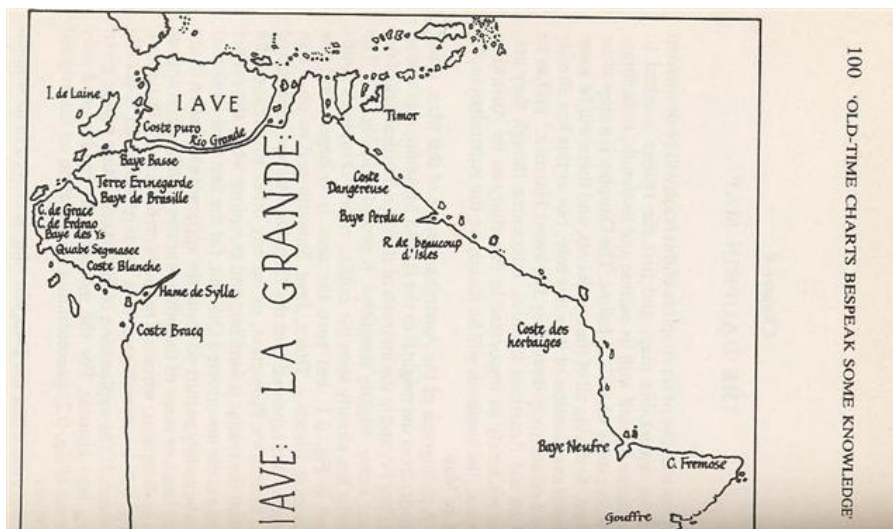 100 'OLD-TIME CHARTS BESPEAK SOME KNOWLEDGE'
I. de Laine
IAVE
Timor
Coste puro
Rio Grande
Baye Basse
Terre Ennegarde
Baye de Brasille
C. de Grace
C. de Erdrao
Baye des Ys
Quabe Segmasee
Coste Blanche
Hame de Sylla
Coste Bracq
IAVE: LA GRANDE:
Coste
Dangereuse
Baye Perdue
R. de beaucoup
d'Isles
Coste des
herbaiges
Baye Neufre
C. Fremose
Gouffre